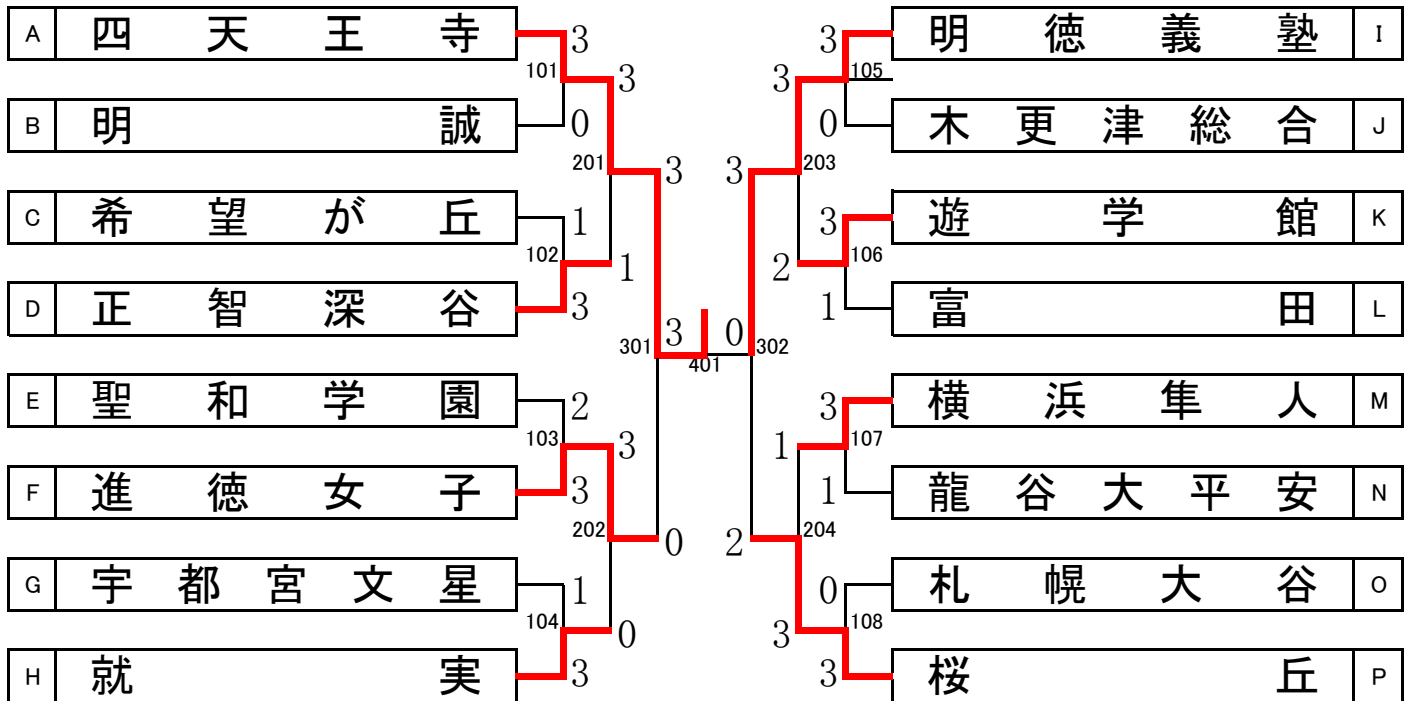 A 四天王寺 3 3 明徳義塾 I
101 3 3 105
B 明誠 0 0 木更津総合 J
201 3 3 203
C 希望が丘 1 3 遊学館 K
102 1 2 106
D 正智深谷 3 1 富田 L
301 3 0 302
401
E 聖和学園 2 3 横浜隼人 M
103 3 1 107
F 進徳女子 3 1 龍谷大平安 N
202 0 2 204
G 宇都宮文星 1 0 札幌大谷 O
104 0 3 108
H 就実 3 3 桜丘 P